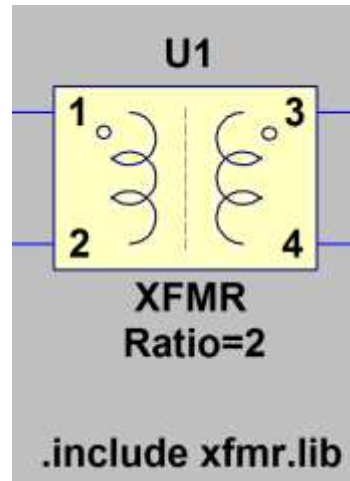 U1
1 3
2 4
XFMR
Ratio=2
.include xfmr.lib